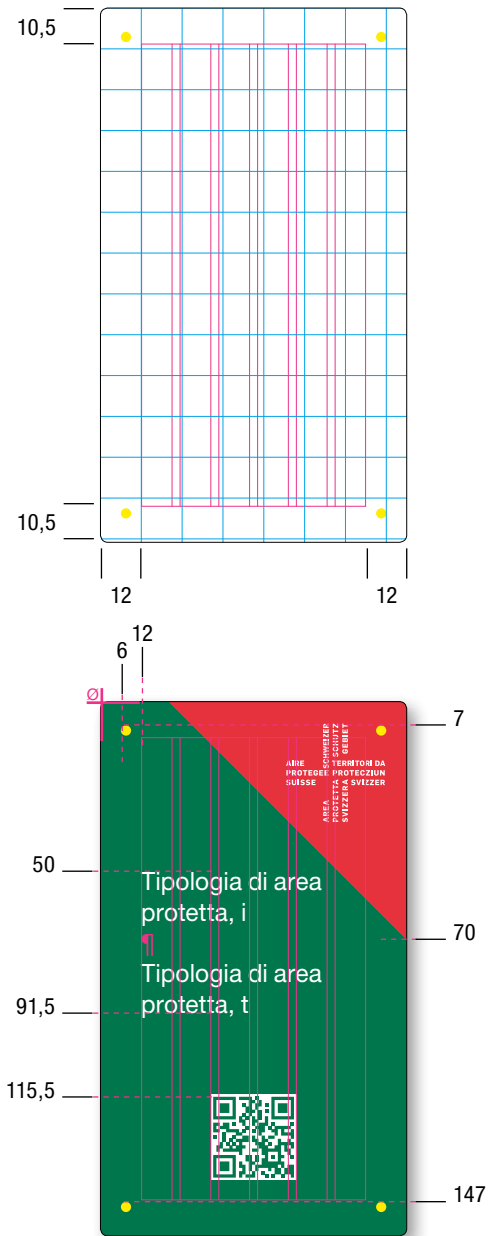 10,5
10,5
12
12
12
6
Ø
7
AIRE
PROTEGEE
SUISSE
TERRITORI DA
PROTECZIUN
SVIZZER
AREA
PROTETTA
SVIZZERA
SCHWEIZER
SCHUTZ
GEBIET
50
Tipologia di area
protetta, i
¶
70
Tipologia di area
protetta, t
91,5
115,5
147